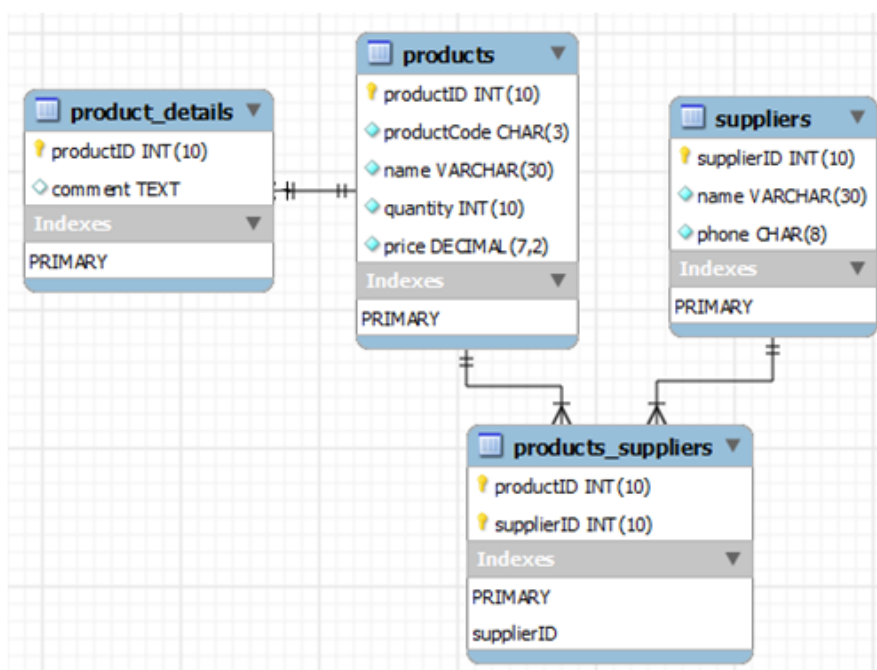 product_details
productID INT(10)
comment TEXT
Indexes
PRIMARY
products
productID INT(10)
productCode CHAR(3)
name VARCHAR(30)
quantity INT(10)
price DECIMAL(7,2)
Indexes
PRIMARY
suppliers
supplierID INT(10)
name VARCHAR(30)
phone CHAR(8)
Indexes
PRIMARY
products_suppliers
productID INT(10)
supplierID INT(10)
Indexes
PRIMARY
supplierID